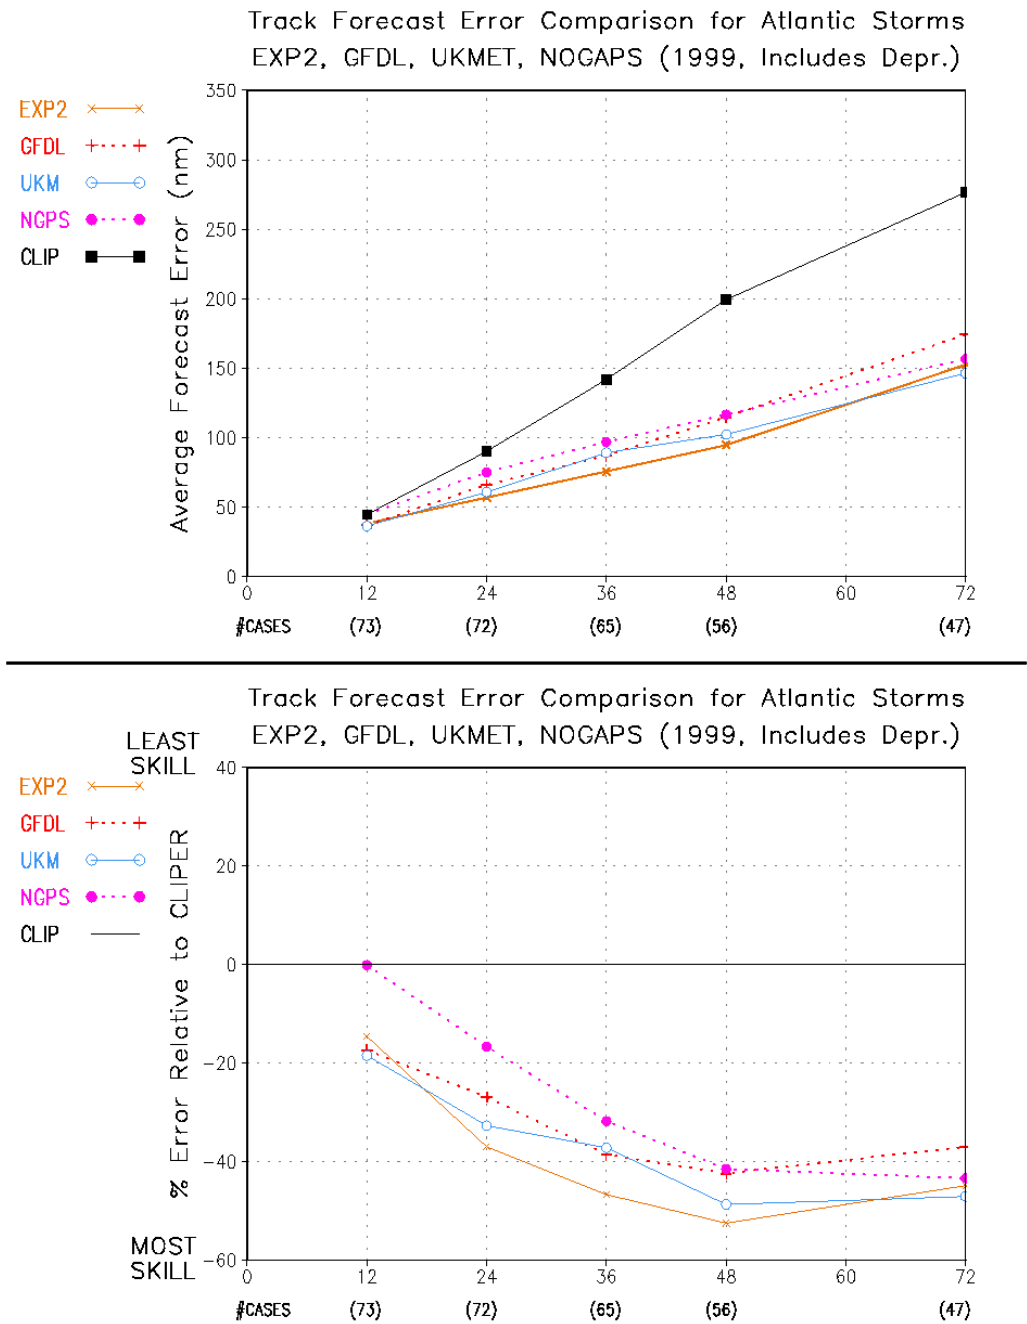 Track Forecast Error Comparison for Atlantic Storms
EXP2, GFDL, UKMET, NOGAPS (1999, Includes Depr.)
EXP2
GFDL
UKM
NGPS
CLIP
Average Forecast Error (nm)
350
300
250
200
150
100
50
0
0 12 24 36 48 60 72
#CASES (73) (72) (65) (56) (47)
Track Forecast Error Comparison for Atlantic Storms
EXP2, GFDL, UKMET, NOGAPS (1999, Includes Depr.)
LEAST
SKILL
EXP2
GFDL
UKM
NGPS
CLIP
% Error Relative to CLIPER
40
20
0
-20
-40
-60
MOST
SKILL
0 12 24 36 48 60 72
#CASES (73) (72) (65) (56) (47)